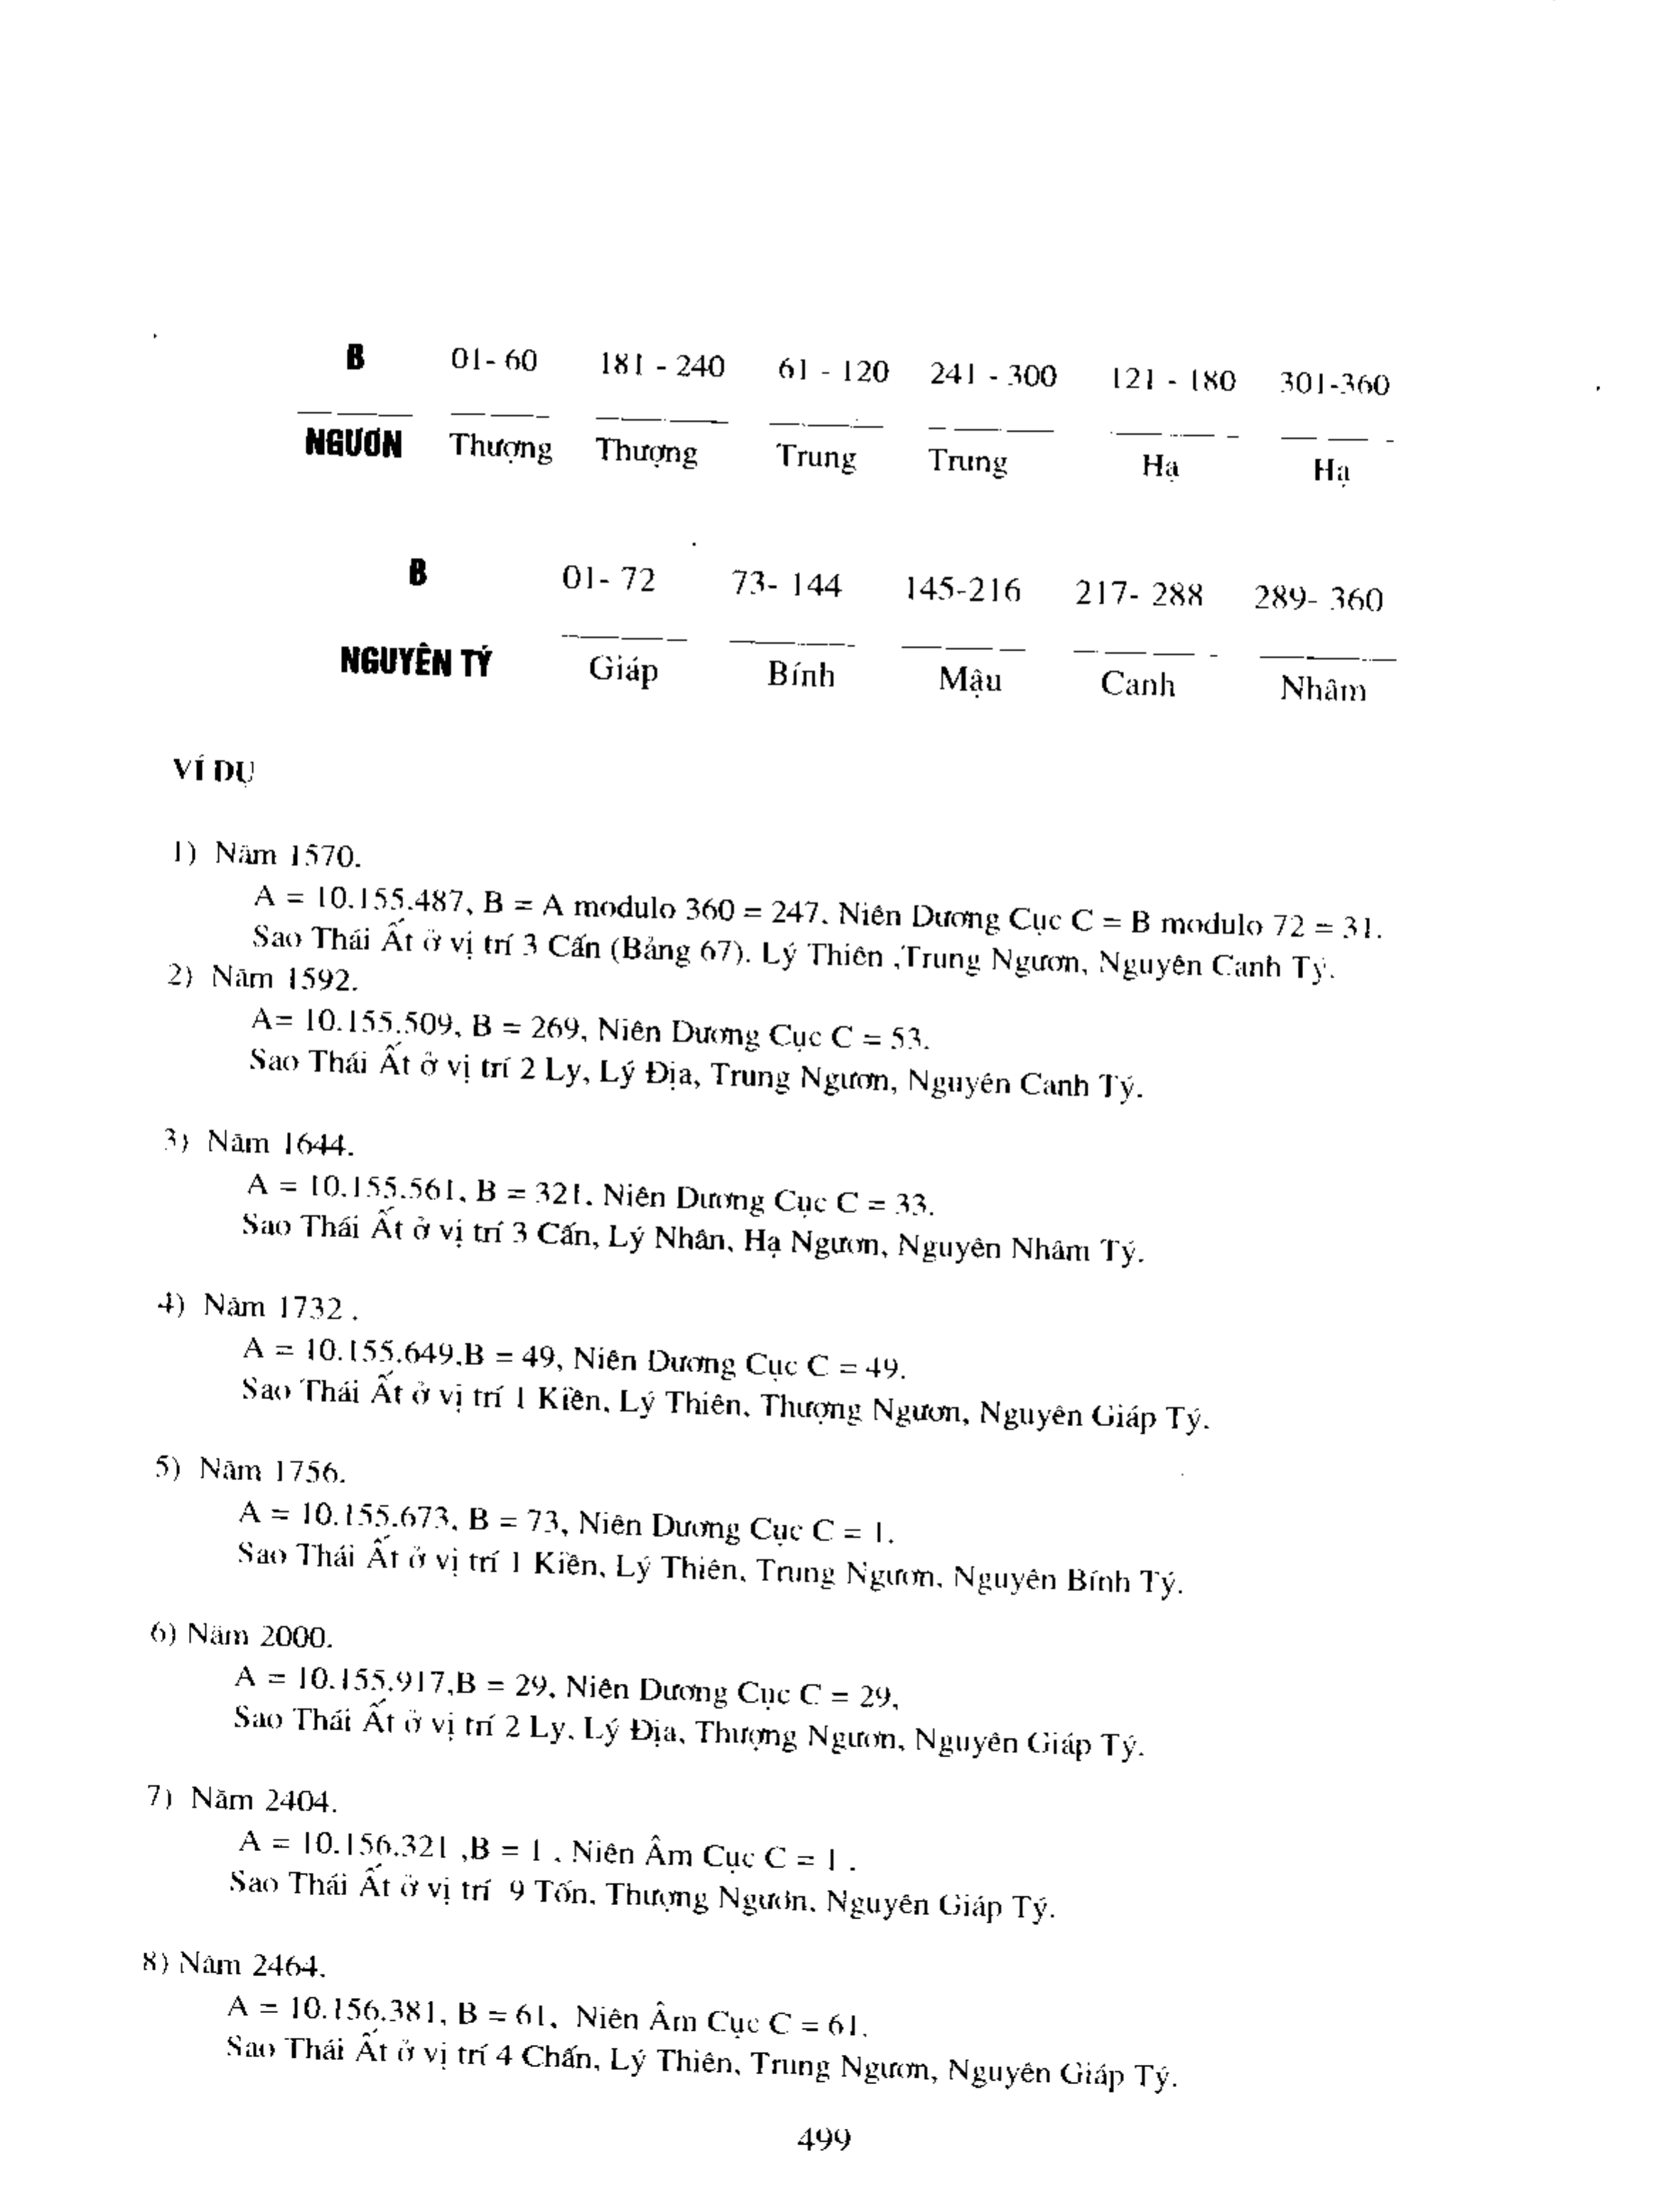 B 01- 60 181 - 240 61 - 120 241 - 300 121 - 180 301-360
NGƯƠN Thượng Thượng Trung Trung Hạ Hạ
B 01- 72 73- 144 145-216 217- 288 289- 360
NGUYÊN TÝ Giáp Bính Mậu Canh Nhâm
VÍ DỤ
1) Năm 1570.
A = 10.155.487, B = A modulo 360 = 247. Niên Dương Cục C = B modulo 72 = 31.
Sao Thái Ất ở vị trí 3 Cấn (Bảng 67). Lý Thiên ,Trung Ngươn, Nguyên Canh Tý.
2) Năm 1592.
A= 10.155.509, B = 269, Niên Dương Cục C = 53.
Sao Thái Ất ở vị trí 2 Ly, Lý Địa, Trung Ngươn, Nguyên Canh Tý.
3) Năm 1644.
A = 10.155.561, B = 321. Niên Dương Cục C = 33.
Sao Thái Ất ở vị trí 3 Cấn, Lý Nhân, Hạ Ngươn, Nguyên Nhâm Tý.
4) Năm 1732 .
A = 10.155.649,B = 49, Niên Dương Cục C = 49.
Sao Thái Ất ở vị trí 1 Kiền, Lý Thiên, Thượng Ngươn, Nguyên Giáp Tý.
5) Năm 1756.
A = 10.155.673, B = 73, Niên Dương Cục C = 1.
Sao Thái Ất ở vị trí 1 Kiền, Lý Thiên, Trung Ngươn, Nguyên Bính Tý.
6) Năm 2000.
A = 10.155.917,B = 29, Niên Dương Cục C = 29,
Sao Thái Ất ở vị trí 2 Ly, Lý Địa, Thượng Ngươn, Nguyên Giáp Tý.
7) Năm 2404.
A = 10.156.321 ,B = 1 , Niên Âm Cục C = 1 .
Sao Thái Ất ở vị trí 9 Tốn, Thượng Ngươn, Nguyên Giáp Tý.
8) Năm 2464.
A = 10.156.381, B = 61, Niên Âm Cục C = 61.
Sao Thái Ất ở vị trí 4 Chấn, Lý Thiên, Trung Ngươn, Nguyên Giáp Tý.
499